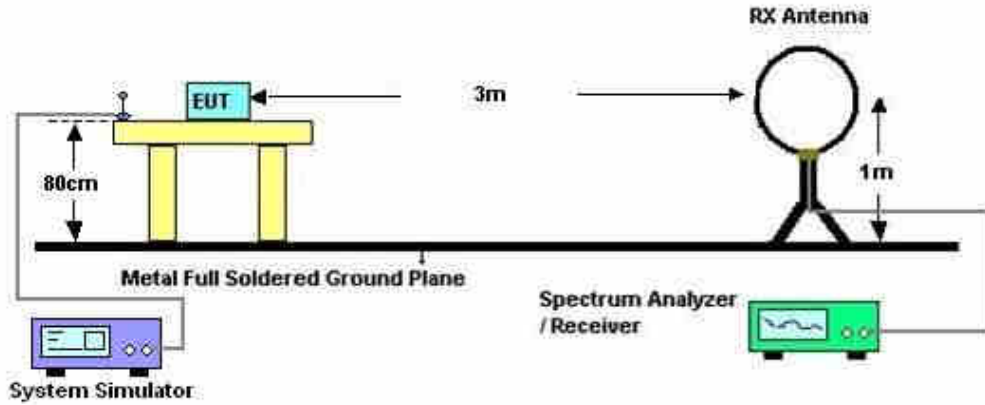 RX Antenna
EUT
3m
80cm
1m
Metal Full Soldered Ground Plane
Spectrum Analyzer
/ Receiver
System Simulator